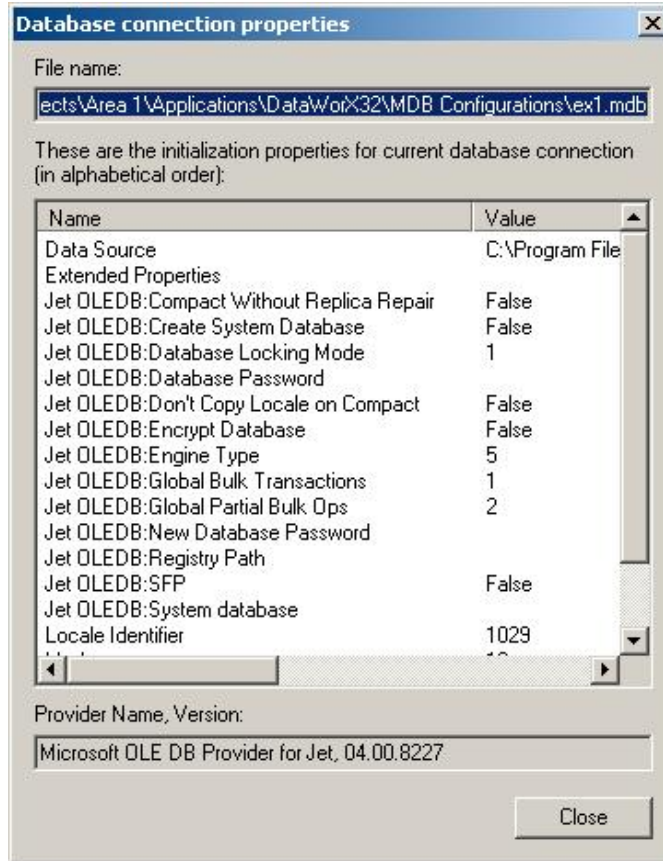 Database connection properties
File name:
ects\Area 1\Applications\DataWorX32\MDB Configurations\ex1.mdb
These are the initialization properties for current database connection
(in alphabetical order):
Name Value
Data Source C:\Program File
Extended Properties
Jet OLEDB:Compact Without Replica Repair False
Jet OLEDB:Create System Database False
Jet OLEDB:Database Locking Mode 1
Jet OLEDB:Database Password
Jet OLEDB:Don't Copy Locale on Compact False
Jet OLEDB:Encrypt Database False
Jet OLEDB:Engine Type 5
Jet OLEDB:Global Bulk Transactions 1
Jet OLEDB:Global Partial Bulk Ops 2
Jet OLEDB:New Database Password
Jet OLEDB:Registry Path
Jet OLEDB:SFP False
Jet OLEDB:System database
Locale Identifier 1029
Provider Name, Version:
Microsoft OLE DB Provider for Jet, 04.00.8227
Close